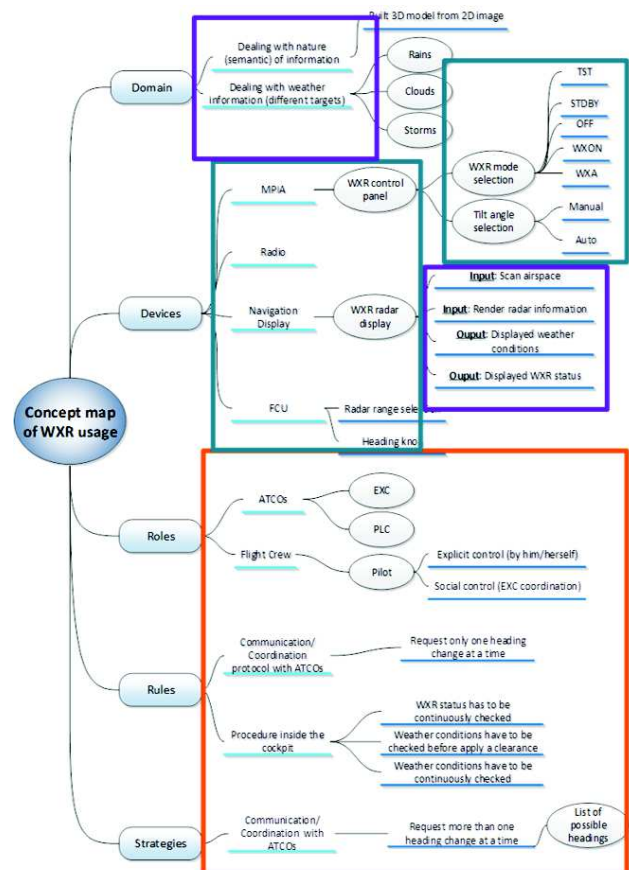 Built 3D model from 2D image
Dealing with nature
(semantic) of information
Domain
Dealing with weather
information (different targets)
Rains
Clouds
Storms
TST
STDBY
OFF
WXON
WXA
WXR mode
selection
Manual
Tilt angle
selection
Auto
MPIA
WXR control
panel
Radio
Devices
Navigation
Display
WXR radar
display
Input: Scan airspace
Input: Render radar information
Ouput: Displayed weather
conditions
Ouput: Displayed WXR status
FCU
Radar range
Heading
Concept map
of WXR usage
EXC
ATCOs
PLC
Roles
Flight Crew
Pilot
Explicit control (by him/herself)
Social control (EXC coordination)
Communication/
Coordination
protocol with ATCOs
Request only one heading
change at a time
Rules
WXR status has to be
continuously checked
Procedure inside the
cockpit
Weather conditions have to be
checked before apply a clearance
Weather conditions have to be
continuously checked
Strategies
Communication/
Coordination with
ATCOs
Request more than one
heading change at a time
List of
possible
headings